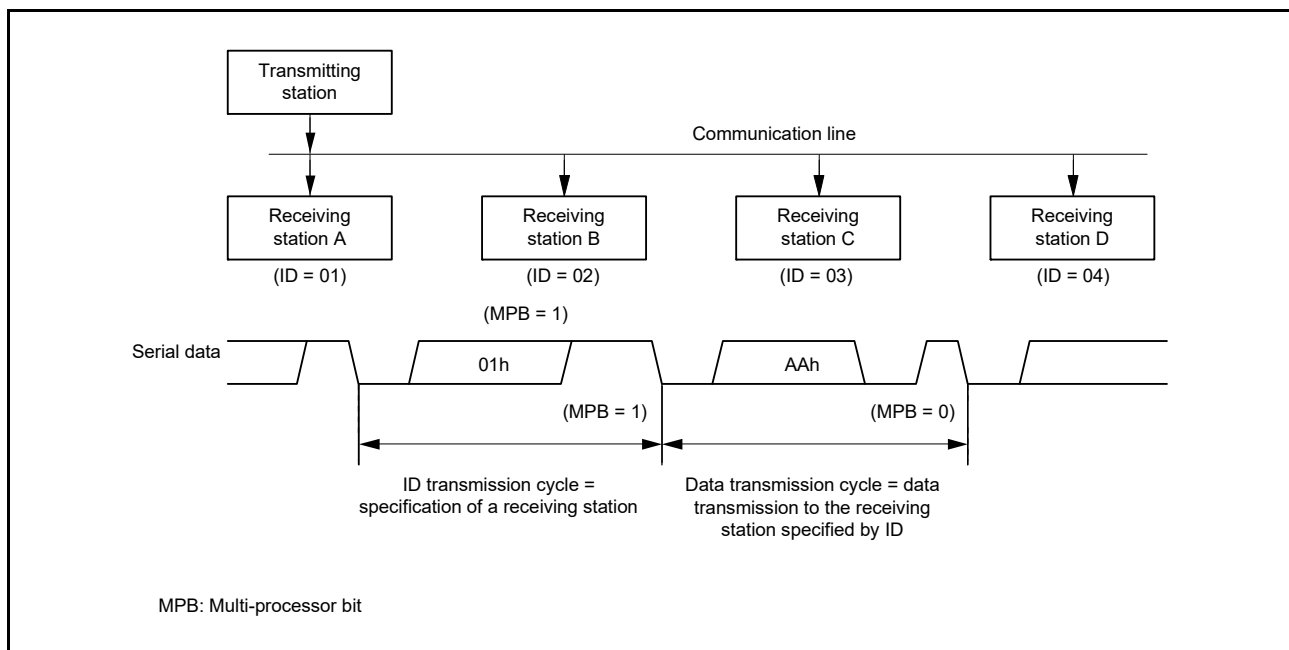 Transmitting
station
Communication line
Receiving
station A
Receiving
station B
Receiving
station C
Receiving
station D
(ID = 01)
(ID = 02)
(ID = 03)
(ID = 04)
(MPB = 1)
Serial data
01h
AAh
(MPB = 1)
(MPB = 0)
ID transmission cycle =
specification of a receiving station
Data transmission cycle = data
transmission to the receiving
station specified by ID
MPB: Multi-processor bit